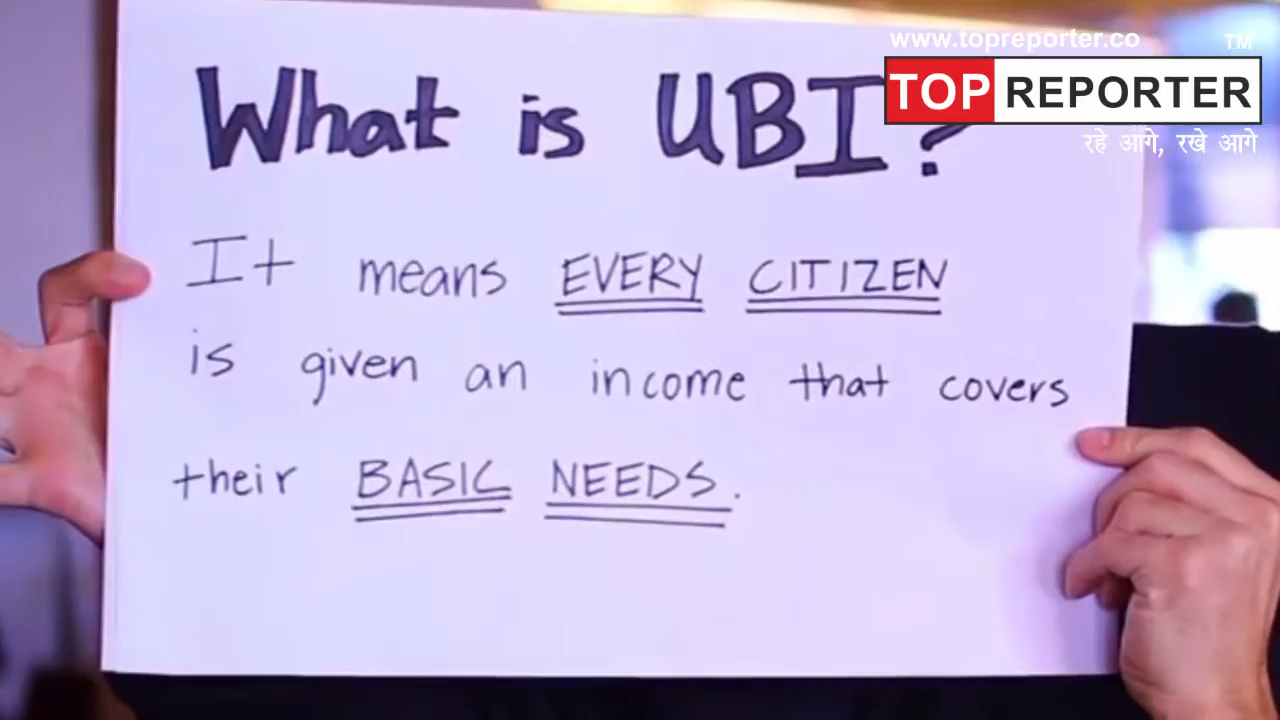 www.topreporter.co
TM
TOP REPORTER
रहे आगे, रखे आगे
What is UBI?
It means EVERY CITIZEN
is given an income that covers
their BASIC NEEDS.